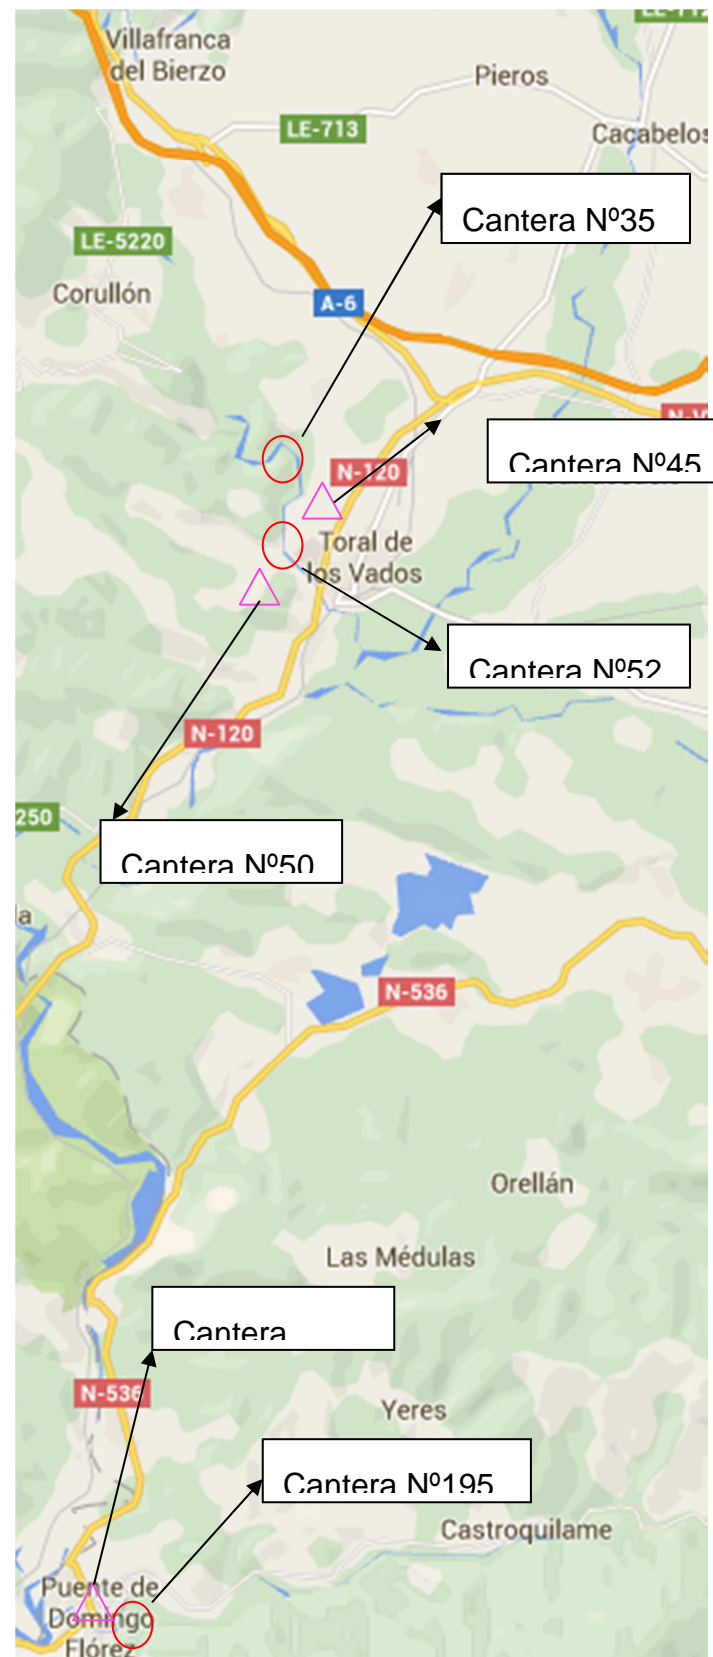 Villafranca
del Bierzo
Pieros
LE-713
Cacabelos
Cantera Nº35
LE-5220
Corullón
A-6
Cantera Nº45
N-120
Toral de
los Vados
Cantera Nº52
N-120
250
Cantera Nº50
la
N-536
Orellán
Las Médulas
Cantera
N-536
Yeres
Cantera Nº195
Castroquilame
Puente de
Domingo
Flórez